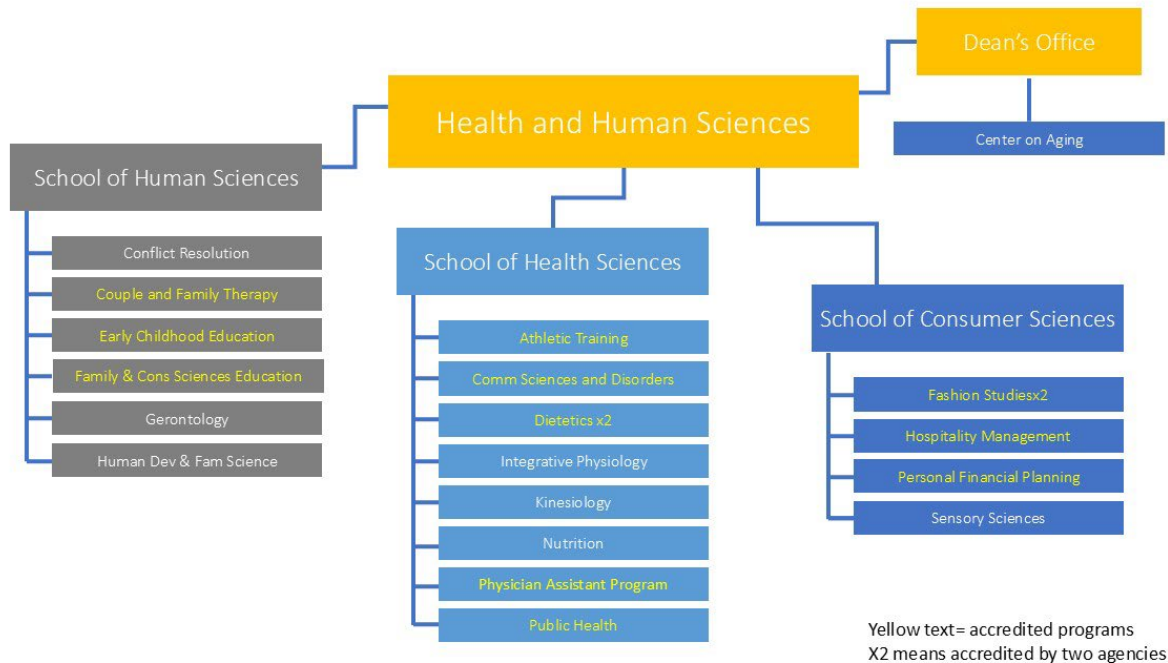 Dean's Office
Center on Aging
Health and Human Sciences
School of Human Sciences
Conflict Resolution
Couple and Family Therapy
Early Childhood Education
Family & Cons Sciences Education
Gerontology
Human Dev & Fam Science
School of Health Sciences
Athletic Training
Comm Sciences and Disorders
Dietetics x2
Integrative Physiology
Kinesiology
Nutrition
Physician Assistant Program
Public Health
School of Consumer Sciences
Fashion Studiesx2
Hospitality Management
Personal Financial Planning
Sensory Sciences
Yellow text= accredited programs
X2 means accredited by two agencies